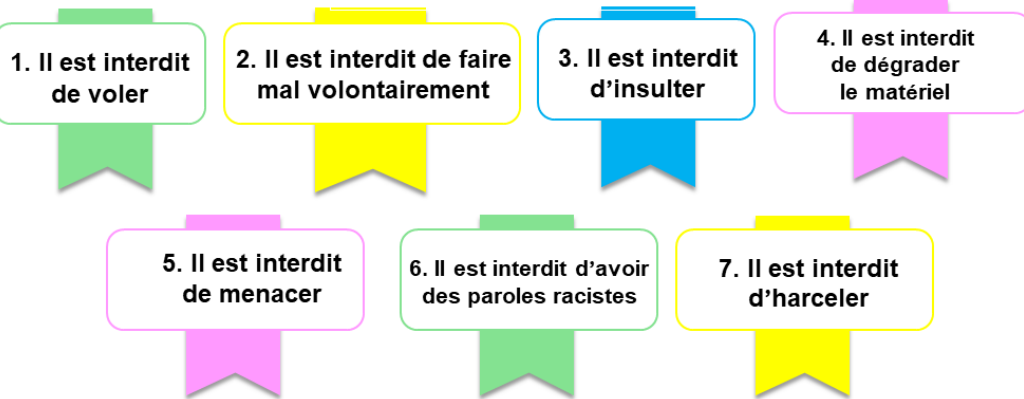 1. Il est interdit
de voler
2. Il est interdit de faire
mal volontairement
3. Il est interdit
d’insulter
4. Il est interdit
de dégrader
le matériel
5. Il est interdit
de menacer
6. Il est interdit d’avoir
des paroles racistes
7. Il est interdit
d’harceler